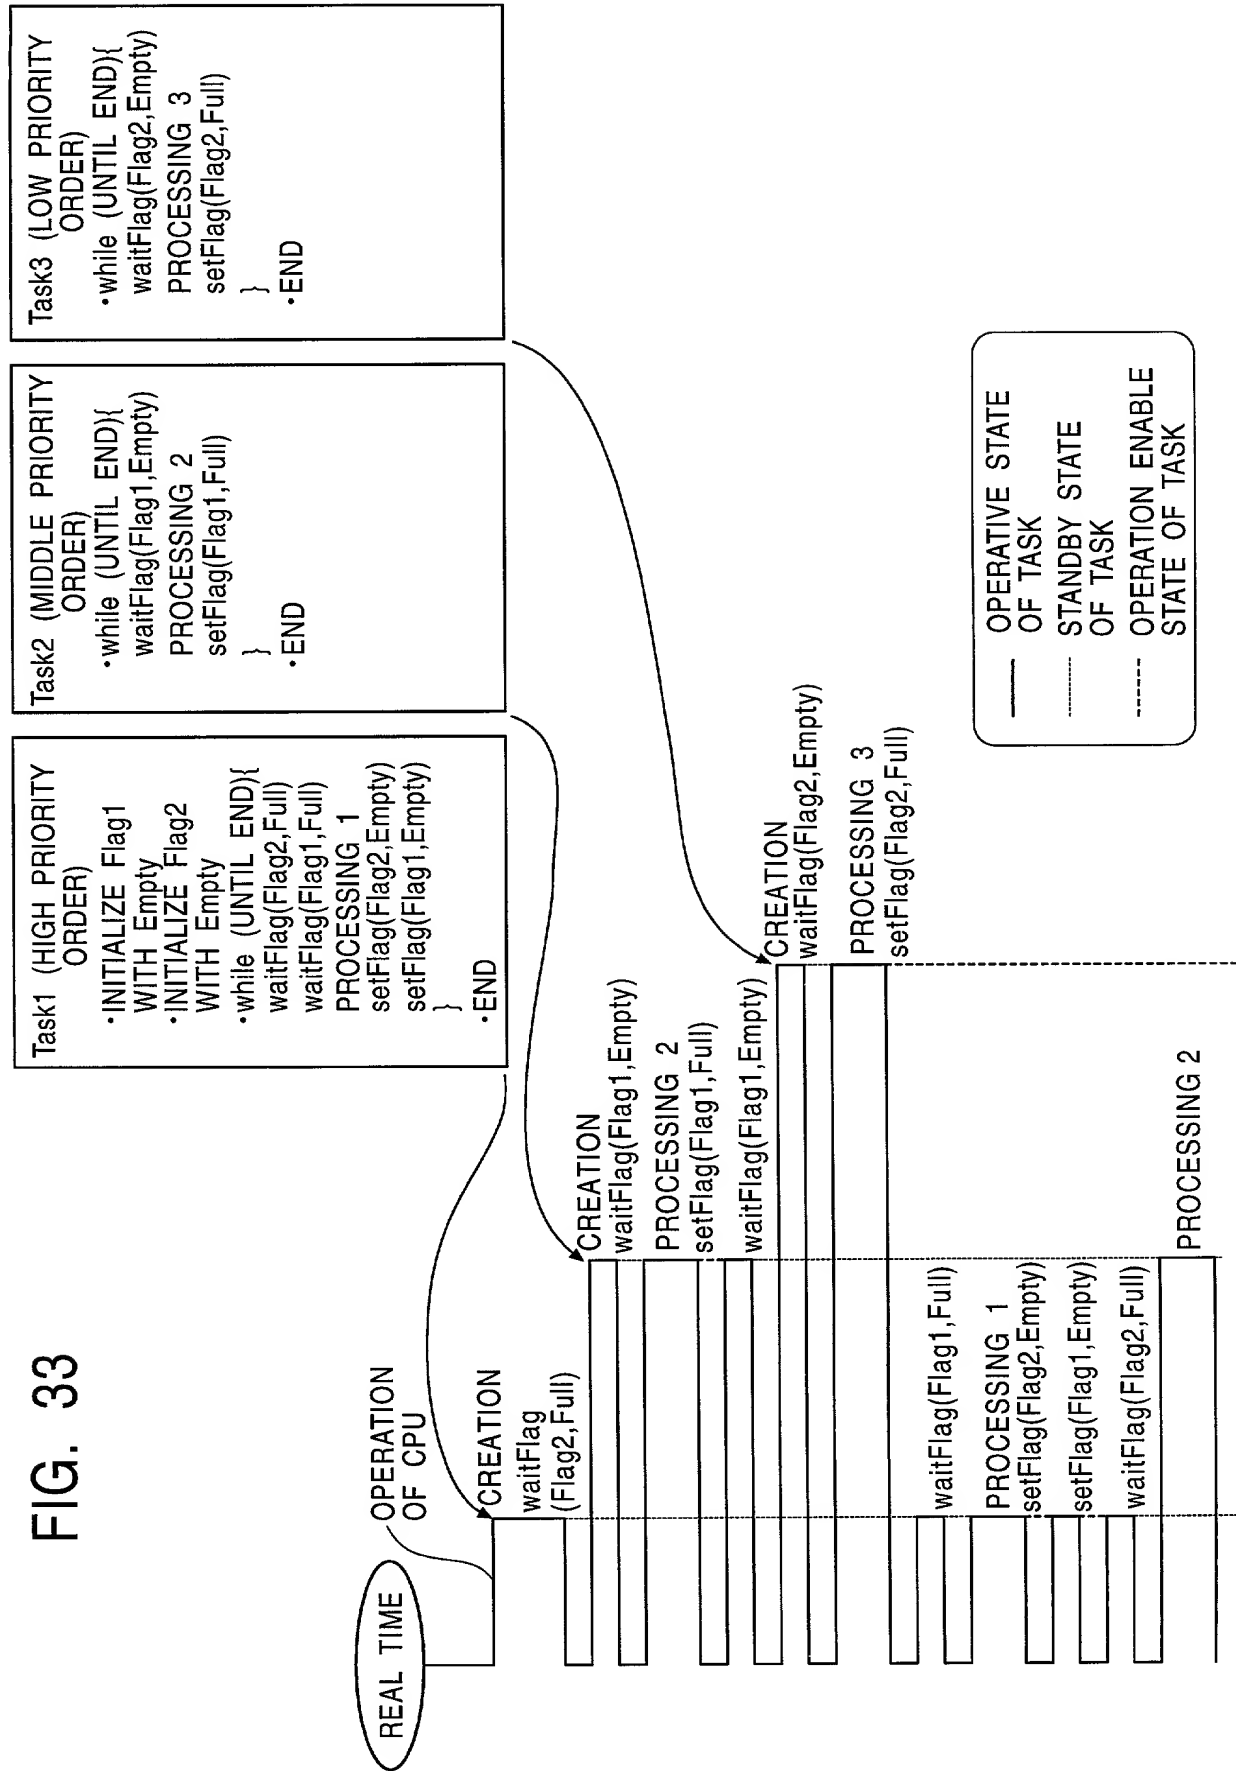 FIG. 33
Task1 (HIGH PRIORITY
ORDER)
•INITIALIZE Flag1
WITH Empty
•INITIALIZE Flag2
WITH Empty
•while (UNTIL END){
waitFlag(Flag2,Full)
waitFlag(Flag1,Full)
PROCESSING 1
setFlag(Flag2,Empty)
setFlag(Flag1,Empty)
}
•END
Task2 (MIDDLE PRIORITY
ORDER)
•while (UNTIL END){
waitFlag(Flag1,Empty)
PROCESSING 2
setFlag(Flag1,Full)
}
•END
Task3 (LOW PRIORITY
ORDER)
•while (UNTIL END){
waitFlag(Flag2,Empty)
PROCESSING 3
setFlag(Flag2,Full)
}
•END
REAL TIME
OPERATION
OF CPU
CREATION
waitFlag
(Flag2,Full)
CREATION
waitFlag(Flag1,Empty)
PROCESSING 2
setFlag(Flag1,Full)
waitFlag(Flag1,Empty)
CREATION
waitFlag(Flag2,Empty)
PROCESSING 3
setFlag(Flag2,Full)
waitFlag(Flag1,Full)
PROCESSING 1
setFlag(Flag2,Empty)
setFlag(Flag1,Empty)
waitFlag(Flag2,Full)
PROCESSING 2
OPERATIVE STATE
OF TASK
STANDBY STATE
OF TASK
OPERATION ENABLE
STATE OF TASK